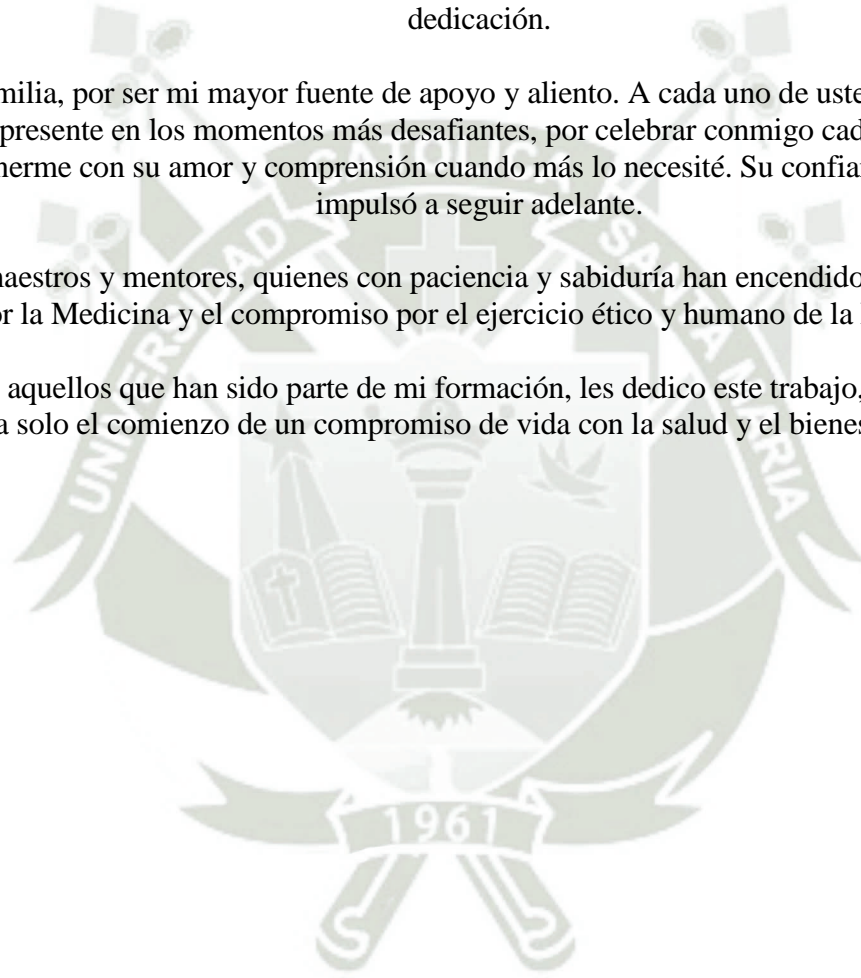 dedicación.
milia, por ser mi mayor fuente de apoyo y aliento. A cada uno de uste
presente en los momentos más desafiantes, por celebrar conmigo cad
nerme con su amor y comprensión cuando más lo necesité. Su confia
impulsó a seguir adelante.
naestros y mentores, quienes con paciencia y sabiduría han encendido
or la Medicina y el compromiso por el ejercicio ético y humano de la
aquellos que han sido parte de mi formación, les dedico este trabajo,
a solo el comienzo de un compromiso de vida con la salud y el bienes
UNIVERSIDAD CATOLICA SANTA MARIA
1961